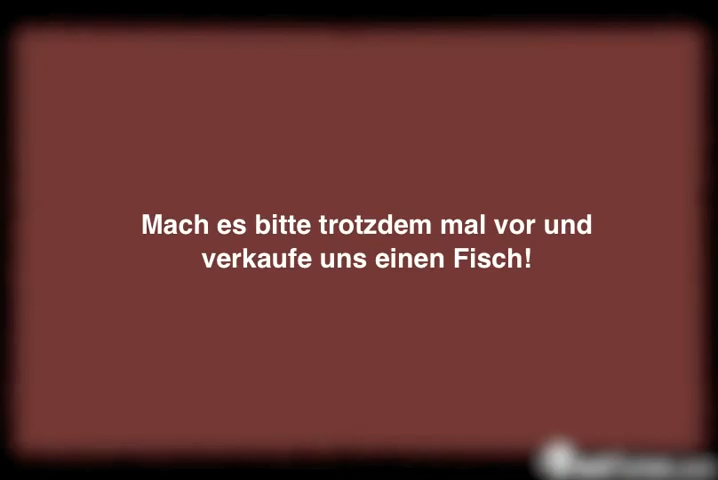 Mach es bitte trotzdem mal vor und
verkaufe uns einen Fisch!